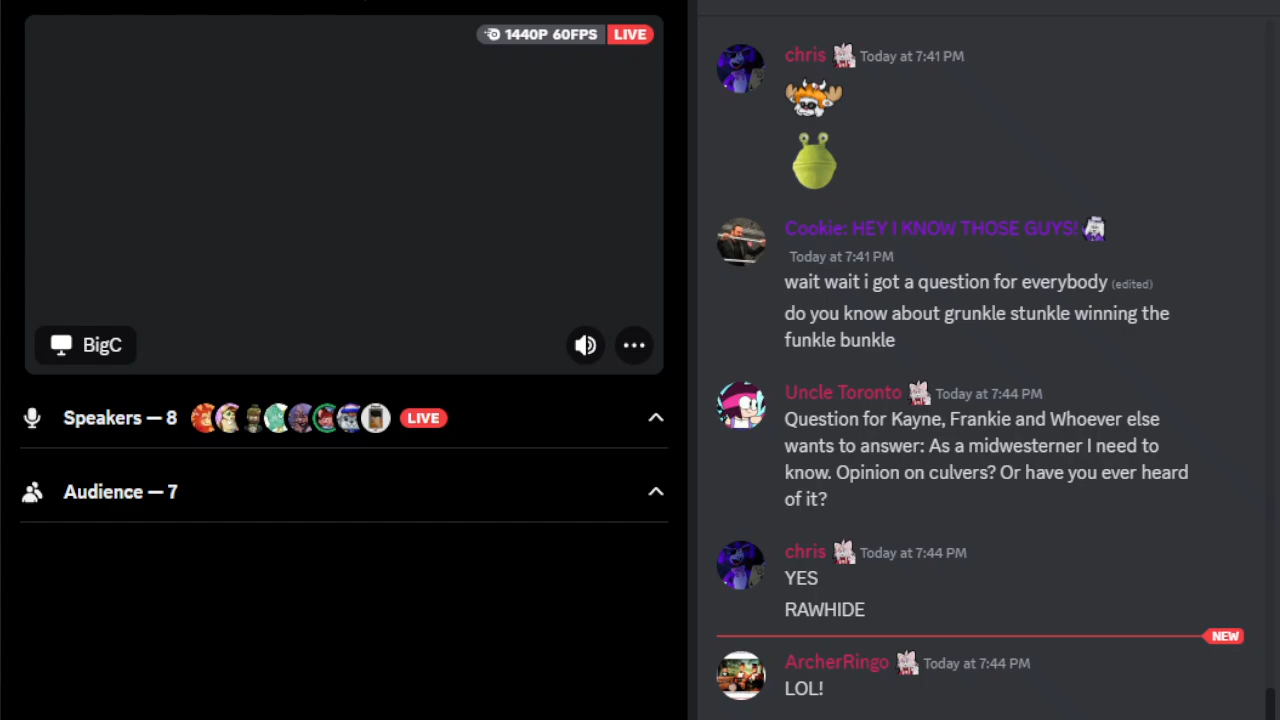 1440P 60FPS LIVE
BigC
Speakers — 8 LIVE
Audience — 7
chris Today at 7:41 PM
Cookie: HEY I KNOW THOSE GUYS!
Today at 7:41 PM
wait wait i got a question for everybody (edited)
do you know about grunkle stunkle winning the
funkle bunkle
Uncle Toronto Today at 7:44 PM
Question for Kayne, Frankie and Whoever else
wants to answer: As a midwesterner I need to
know. Opinion on culvers? Or have you ever heard
of it?
chris Today at 7:44 PM
YES
RAWHIDE
NEW
ArcherRingo Today at 7:44 PM
LOL!